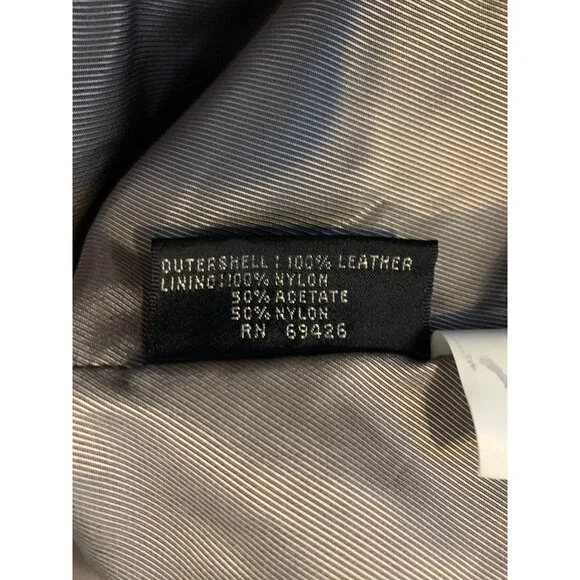 OUTERSHELL: 100% LEATHER
LINING: 100% NYLON
50% ACETATE
50% NYLON
RN 69426